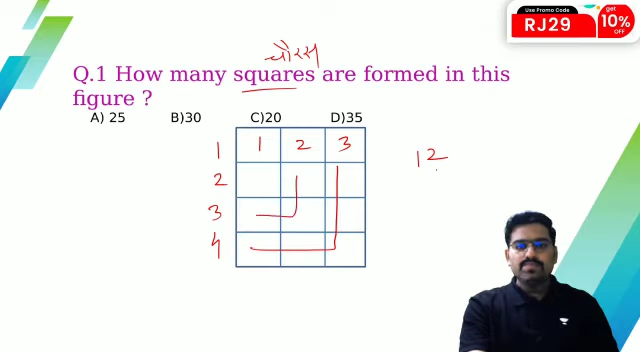 Use Promo Code
RJ29
get
10%
OFF
ચોરસ
Q.1 How many squares are formed in this
figure ?
A) 25 B)30 C)20 D)35
1 2 3
1
2
3
4
12